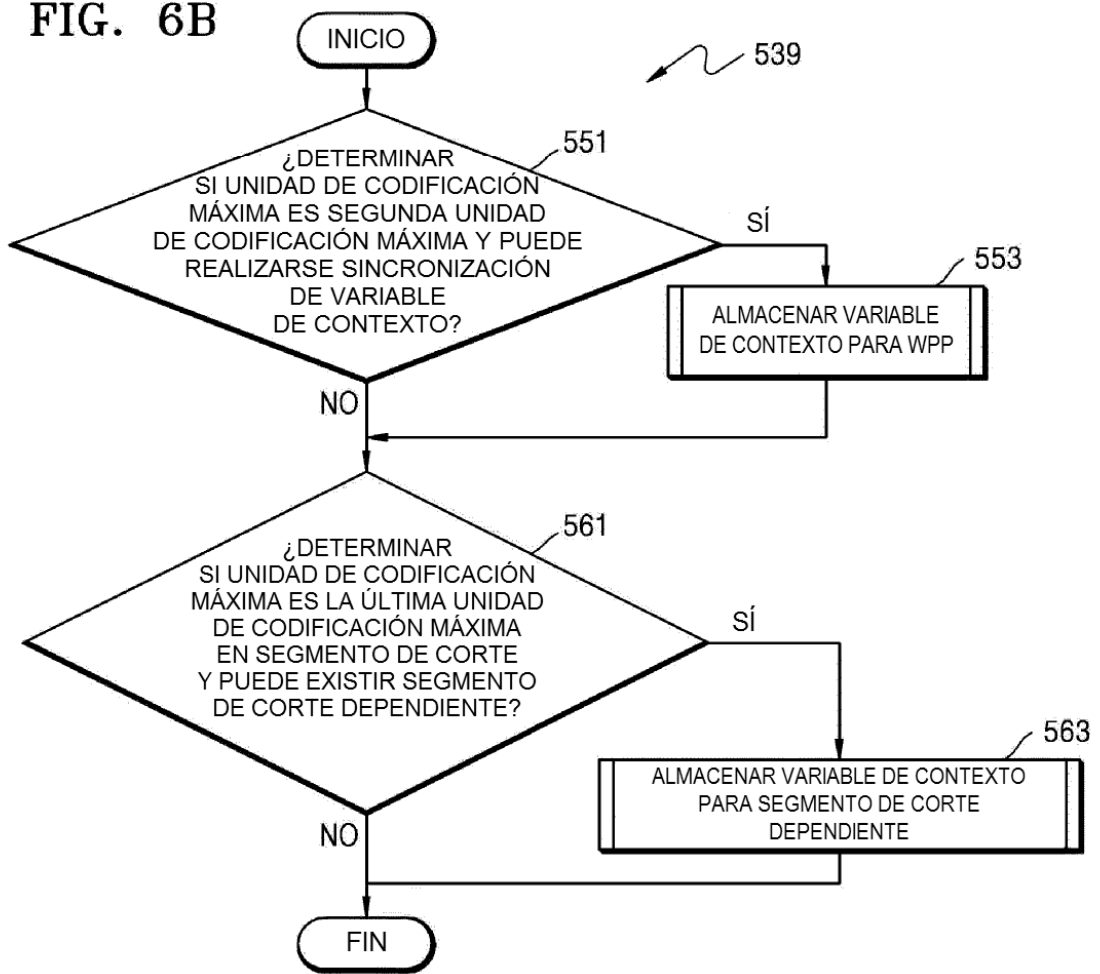 FIG. 6B
INICIO
539
551
¿DETERMINAR
SI UNIDAD DE CODIFICACIÓN
MÁXIMA ES SEGUNDA UNIDAD
DE CODIFICACIÓN MÁXIMA Y PUEDE
REALIZARSE SINCRONIZACIÓN
DE VARIABLE
DE CONTEXTO?
SÍ
553
ALMACENAR VARIABLE
DE CONTEXTO PARA WPP
NO
561
¿DETERMINAR
SI UNIDAD DE CODIFICACIÓN
MÁXIMA ES LA ÚLTIMA UNIDAD
DE CODIFICACIÓN MÁXIMA
EN SEGMENTO DE CORTE
Y PUEDE EXISTIR SEGMENTO
DE CORTE DEPENDIENTE?
SÍ
563
ALMACENAR VARIABLE DE CONTEXTO
PARA SEGMENTO DE CORTE
DEPENDIENTE
NO
FIN